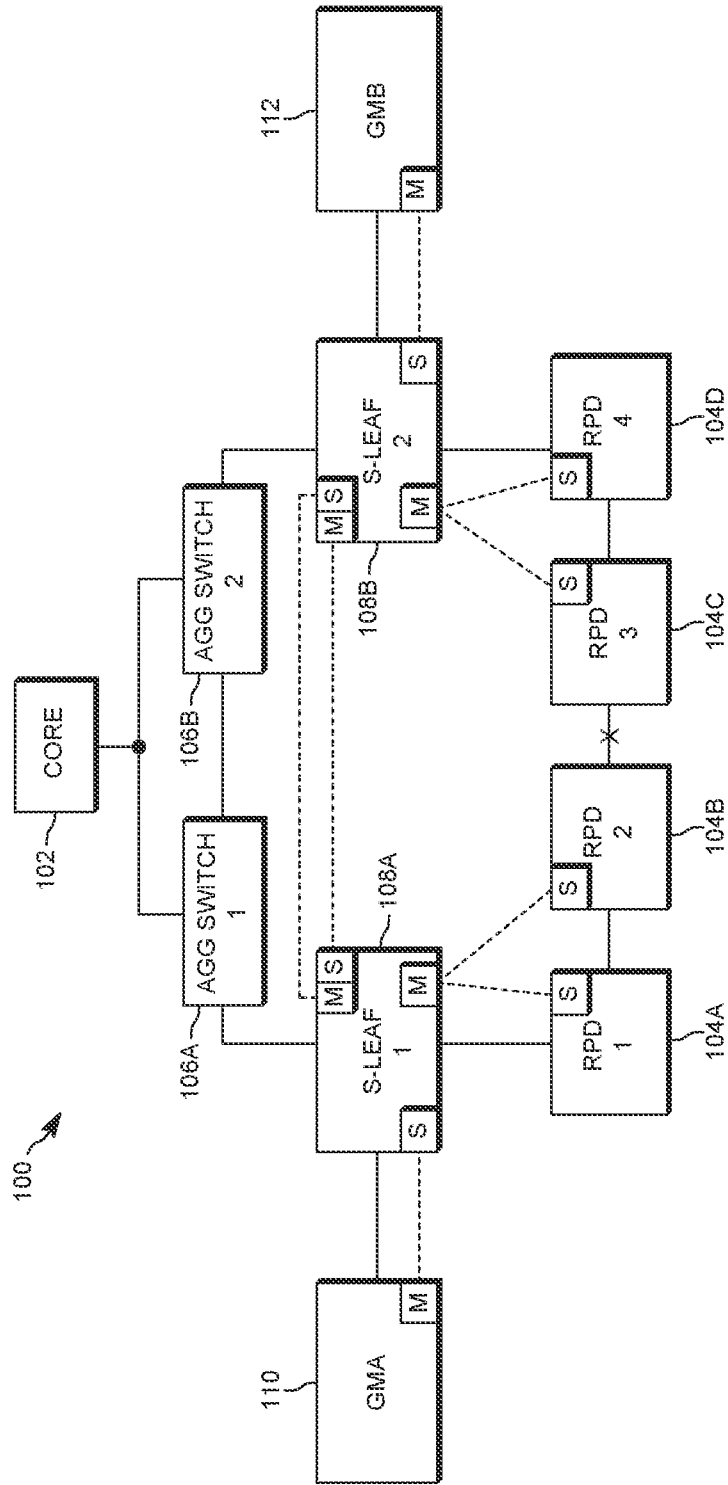 100
CORE
102
AGG SWITCH
1
106A
AGG SWITCH
2
106B
GMA
M
110
S-LEAF
1
S
M S
M
108A
S-LEAF
2
M S
M
S
108B
GMB
M
112
RPD
1
S
104A
RPD
2
S
104B
X
RPD
3
S
104C
RPD
4
S
104D